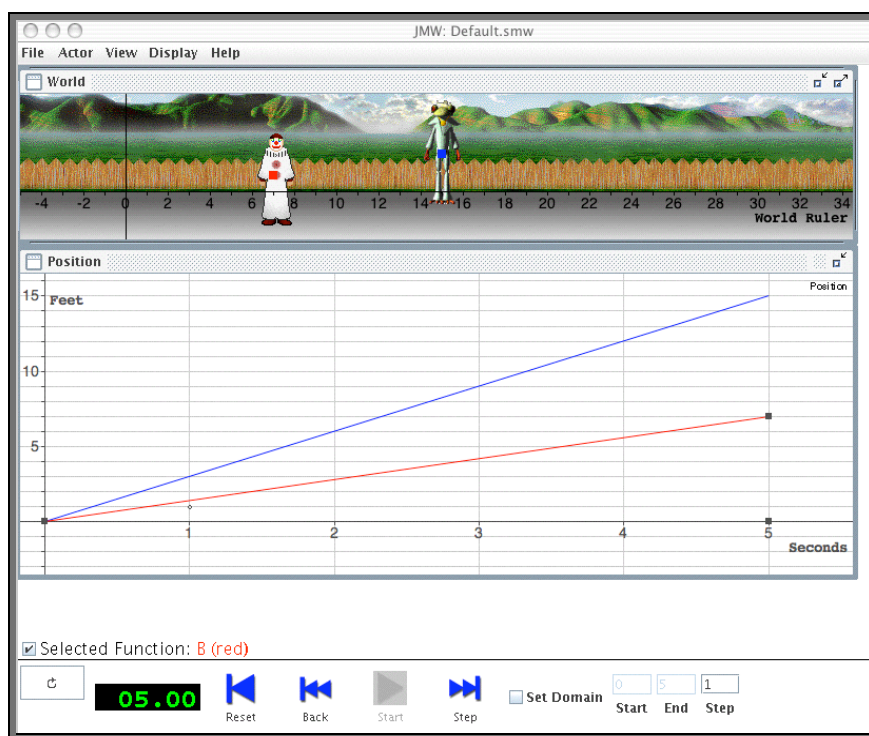 JMW: Default.smw
File Actor View Display Help
World
-4 -2 0 2 4 6 8 10 12 14 16 18 20 22 24 26 28 30 32 34
World Ruler
Position
Position
15
Feet
10
5
1 2 3 4 5
Seconds
Selected Function: B (red)
05.00
Reset
Back
Start
Step
Set Domain
0 5 1
Start End Step